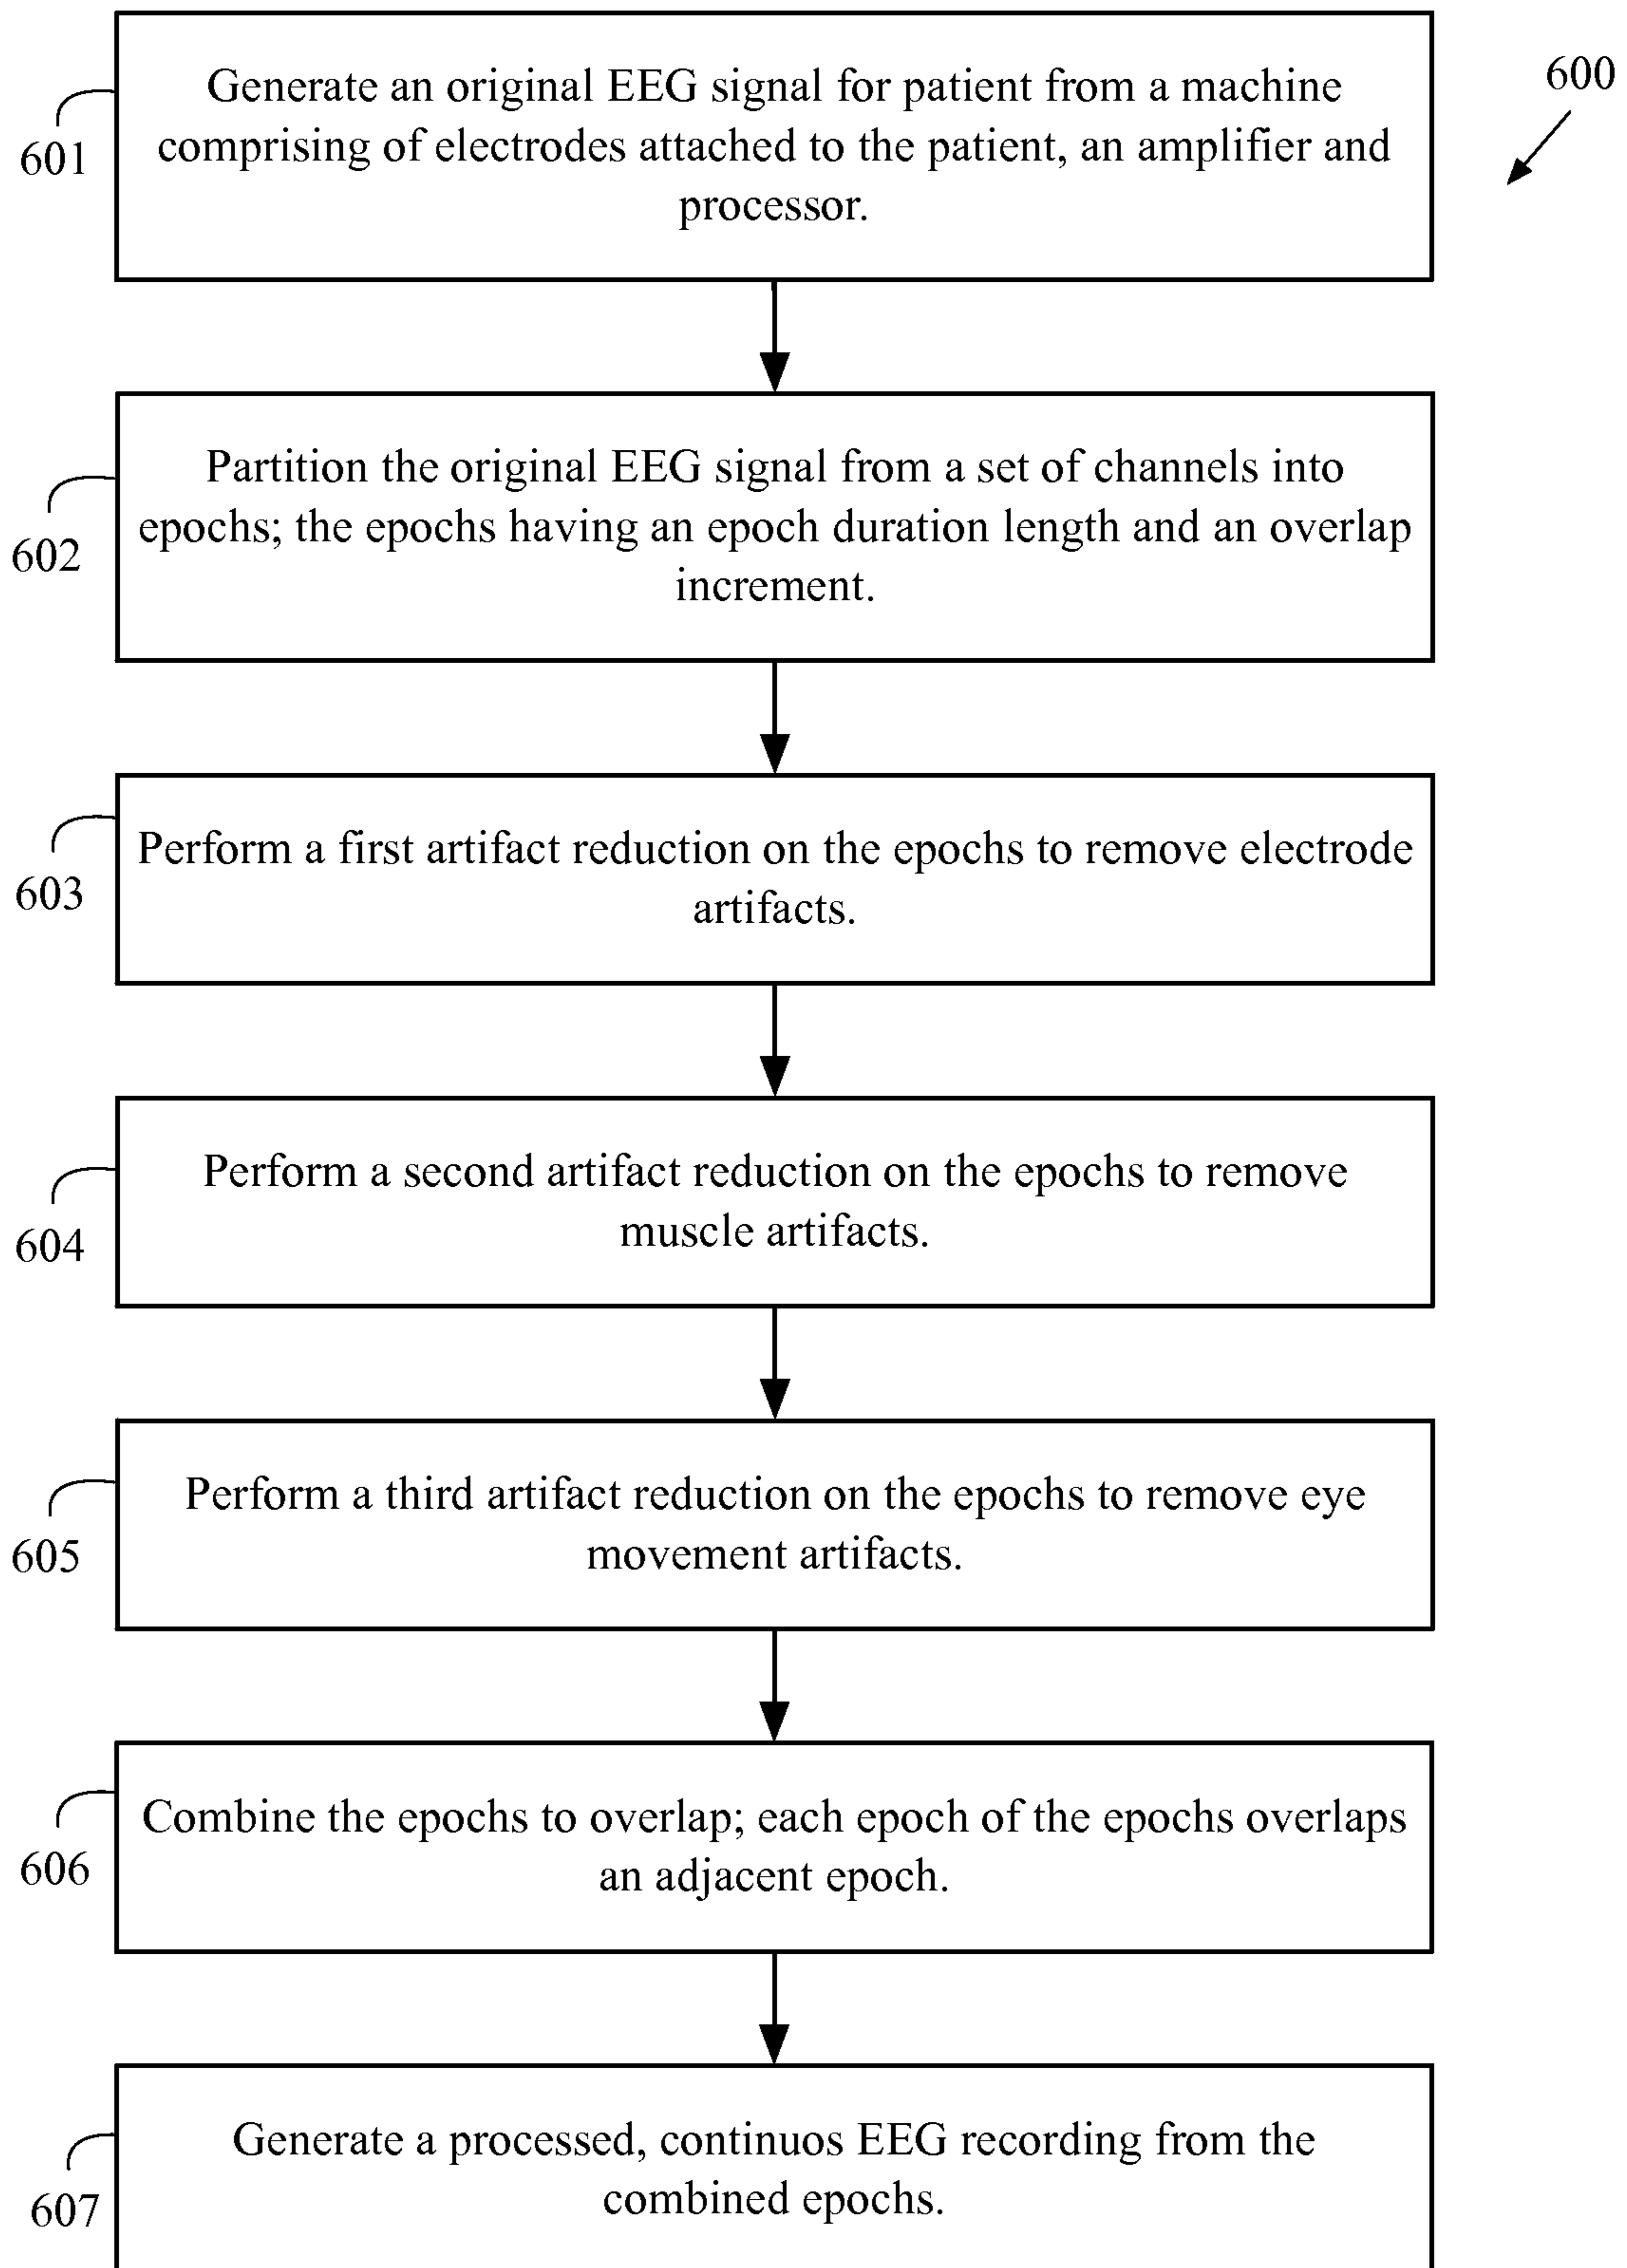 600
Generate an original EEG signal for patient from a machine
comprising of electrodes attached to the patient, an amplifier and
processor.
601
Partition the original EEG signal from a set of channels into
epochs; the epochs having an epoch duration length and an overlap
increment.
602
Perform a first artifact reduction on the epochs to remove electrode
artifacts.
603
Perform a second artifact reduction on the epochs to remove
muscle artifacts.
604
Perform a third artifact reduction on the epochs to remove eye
movement artifacts.
605
Combine the epochs to overlap; each epoch of the epochs overlaps
an adjacent epoch.
606
Generate a processed, continuos EEG recording from the
combined epochs.
607